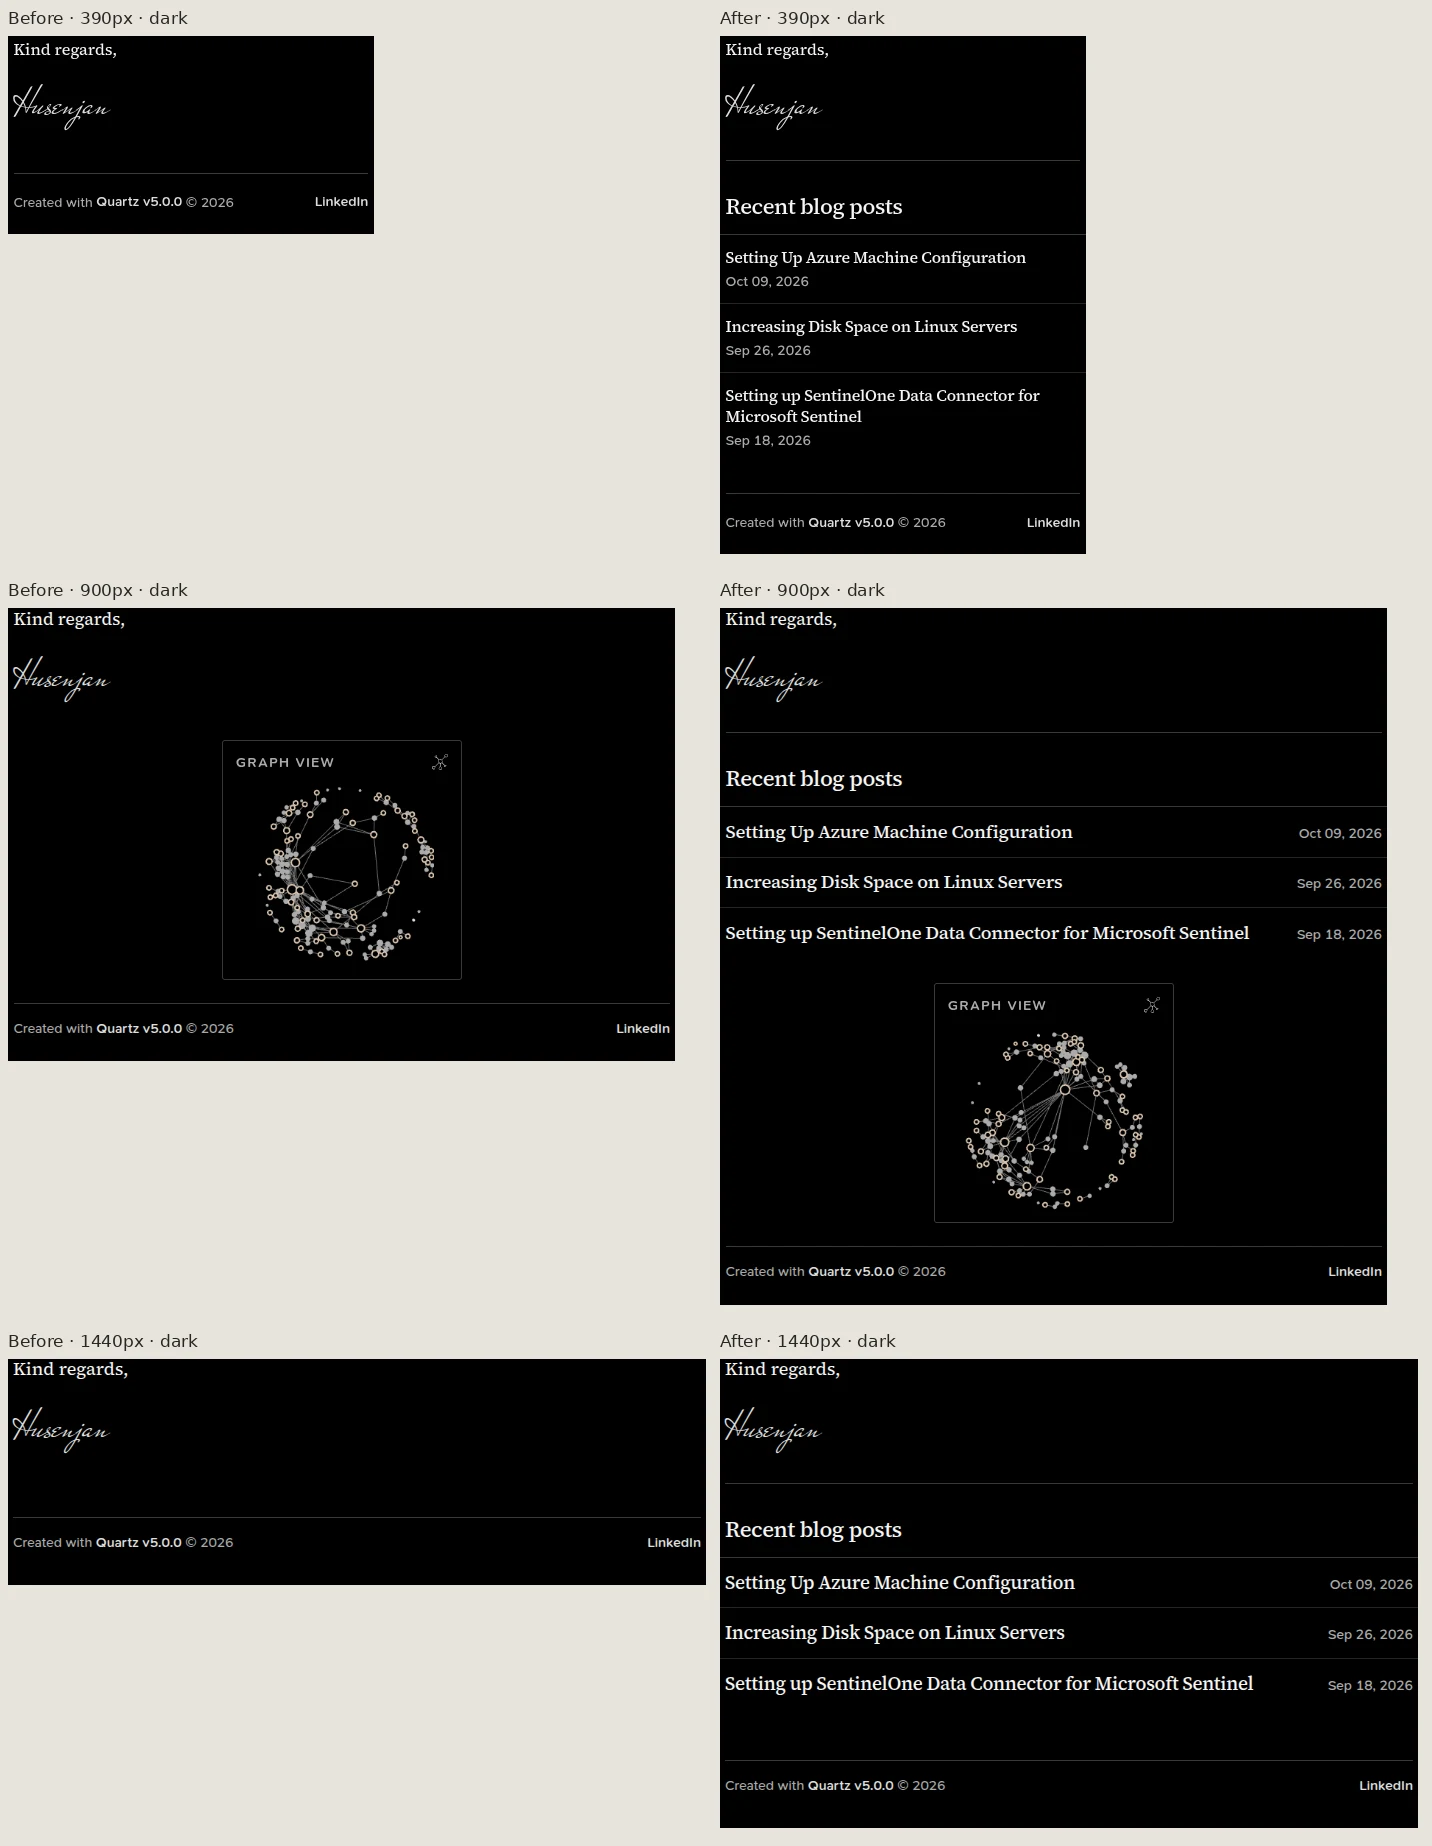 Before · 390px · dark
Kind regards,
Husenjan
Created with Quartz v5.0.0 © 2026 LinkedIn
After · 390px · dark
Kind regards,
Husenjan
Recent blog posts
Setting Up Azure Machine Configuration
Oct 09, 2026
Increasing Disk Space on Linux Servers
Sep 26, 2026
Setting up SentinelOne Data Connector for
Microsoft Sentinel
Sep 18, 2026
Created with Quartz v5.0.0 © 2026 LinkedIn
Before · 900px · dark
Kind regards,
Husenjan
GRAPH VIEW
Created with Quartz v5.0.0 © 2026 LinkedIn
After · 900px · dark
Kind regards,
Husenjan
Recent blog posts
Setting Up Azure Machine Configuration Oct 09, 2026
Increasing Disk Space on Linux Servers Sep 26, 2026
Setting up SentinelOne Data Connector for Microsoft Sentinel Sep 18, 2026
GRAPH VIEW
Created with Quartz v5.0.0 © 2026 LinkedIn
Before · 1440px · dark
Kind regards,
Husenjan
Created with Quartz v5.0.0 © 2026 LinkedIn
After · 1440px · dark
Kind regards,
Husenjan
Recent blog posts
Setting Up Azure Machine Configuration Oct 09, 2026
Increasing Disk Space on Linux Servers Sep 26, 2026
Setting up SentinelOne Data Connector for Microsoft Sentinel Sep 18, 2026
Created with Quartz v5.0.0 © 2026 LinkedIn